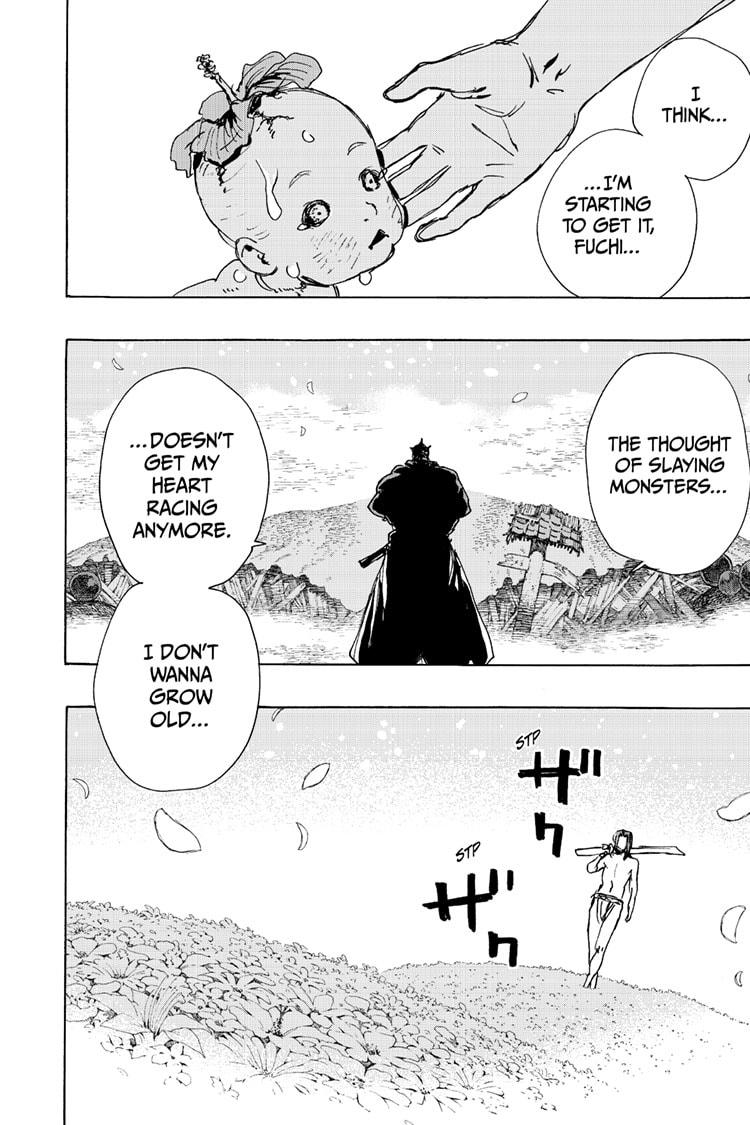 I
THINK...
...I'M
STARTING
TO GET IT,
FUCHI...
THE THOUGHT
OF SLAYING
MONSTERS...
...DOESN'T
GET MY
HEART
RACING
ANYMORE.
I DON'T
WANNA
GROW
OLD...
STP
ザク
STP
ザク